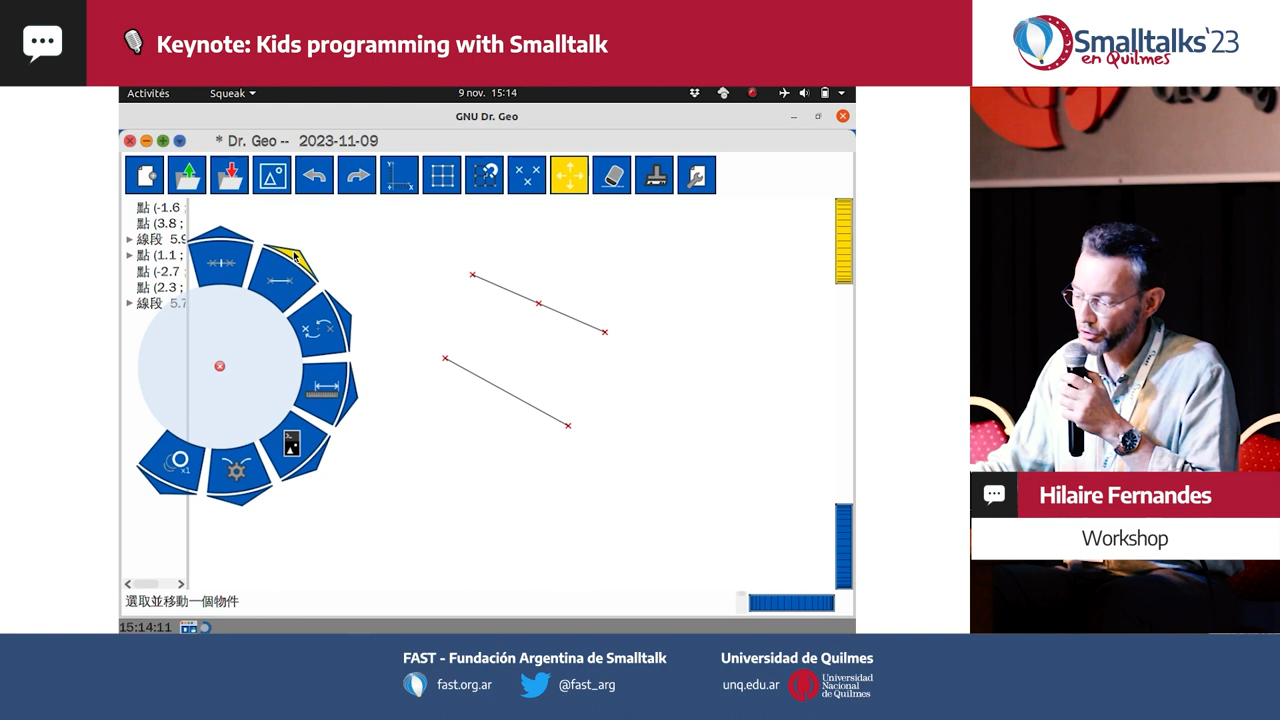 Keynote: Kids programming with Smalltalk
Smalltalks'23
en Quilmes
Activités
Squeak
9 nov. 15:14
GNU Dr. Geo
* Dr. Geo -- 2023-11-09
點 (-1.6 ;
點 (3.8 ;
線段 5.9
點 (1.1 ;
點 (-2.7
點 (2.3 ;
線段 5.7
x1
選取並移動一個物件
15:14:11
Hilaire Fernandes
Workshop
FAST - Fundación Argentina de Smalltalk
fast.org.ar
@fast_arg
Universidad de Quilmes
unq.edu.ar
Universidad
Nacional
de Quilmes